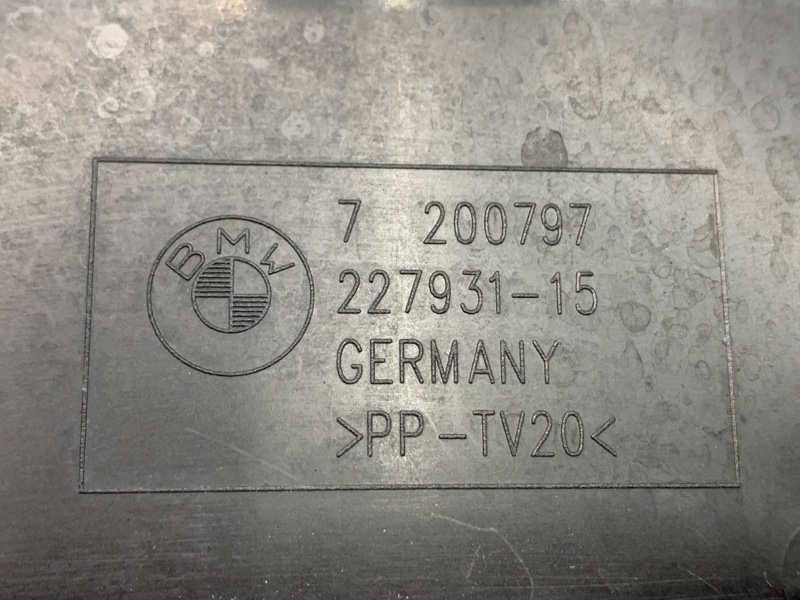 BMW
7 200797
227931-15
GERMANY
>PP-TV20<